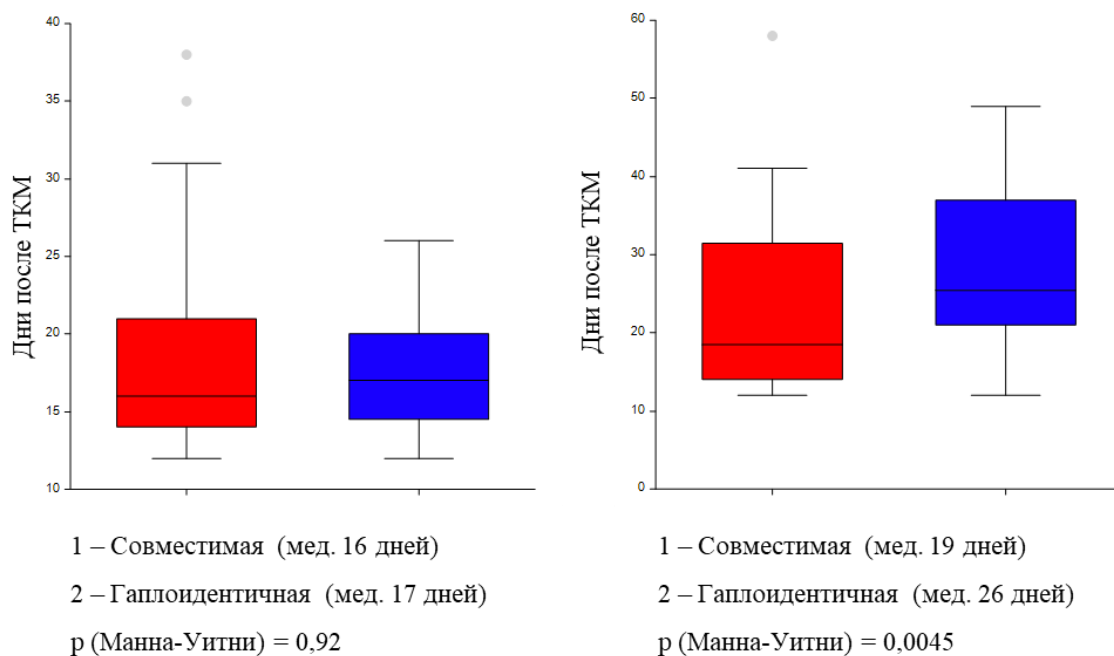 40
35
30
25
20
15
10
Дни после ТКМ
1 – Совместимая (мед. 16 дней)
2 – Гаплоидентичная (мед. 17 дней)
р (Манна-Уитни) = 0,92
60
50
40
30
20
10
0
Дни после ТКМ
1 – Совместимая (мед. 19 дней)
2 – Гаплоидентичная (мед. 26 дней)
р (Манна-Уитни) = 0,0045